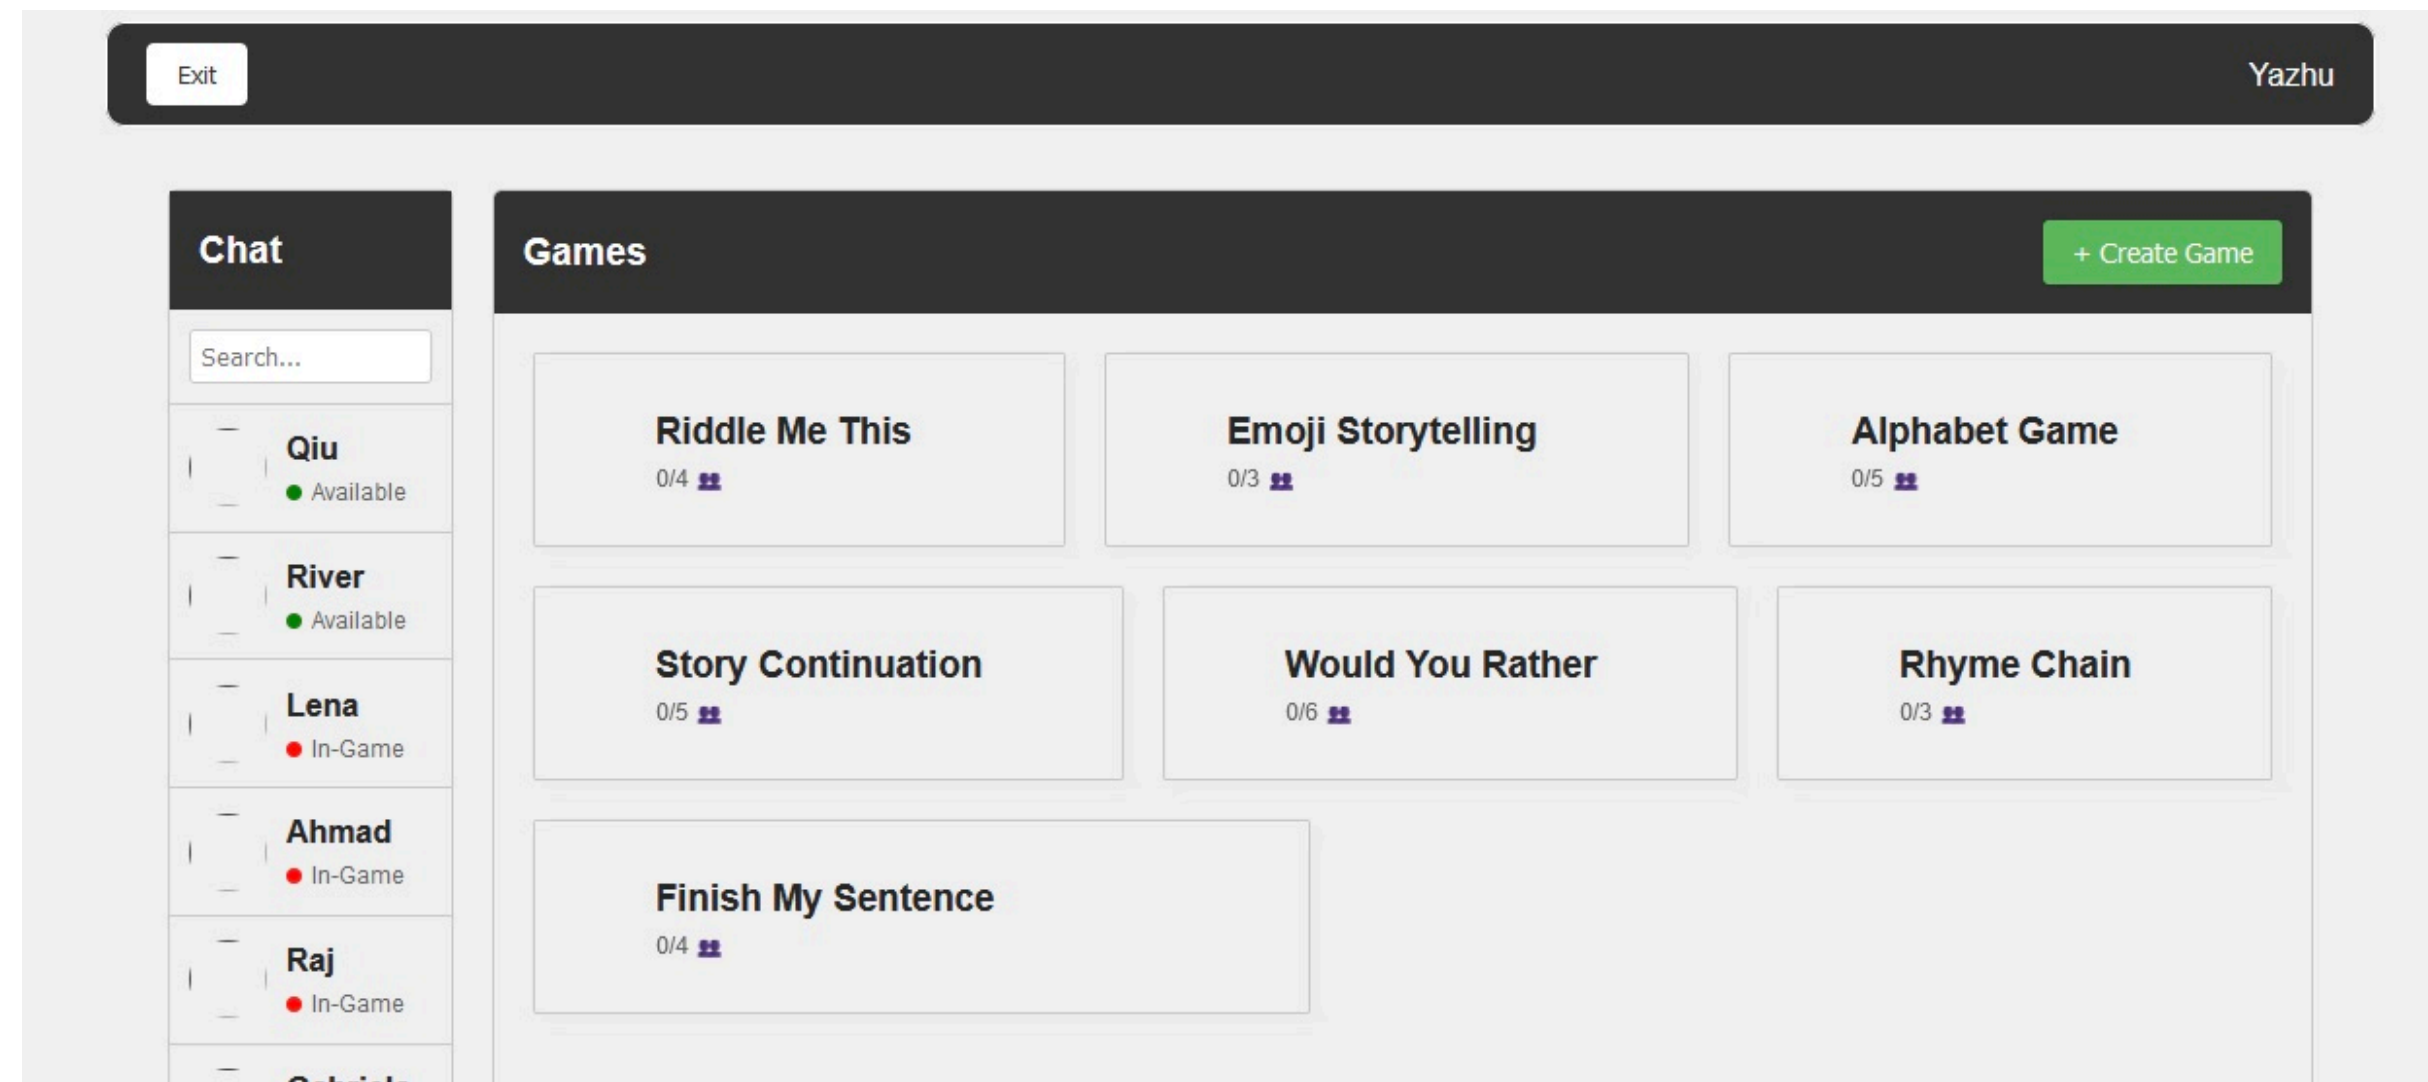 Exit
Yazhu
Chat
Search...
Qiu
Available
River
Available
Lena
In-Game
Ahmad
In-Game
Raj
In-Game
Games
+ Create Game
Riddle Me This
0/4
Emoji Storytelling
0/3
Alphabet Game
0/5
Story Continuation
0/5
Would You Rather
0/6
Rhyme Chain
0/3
Finish My Sentence
0/4